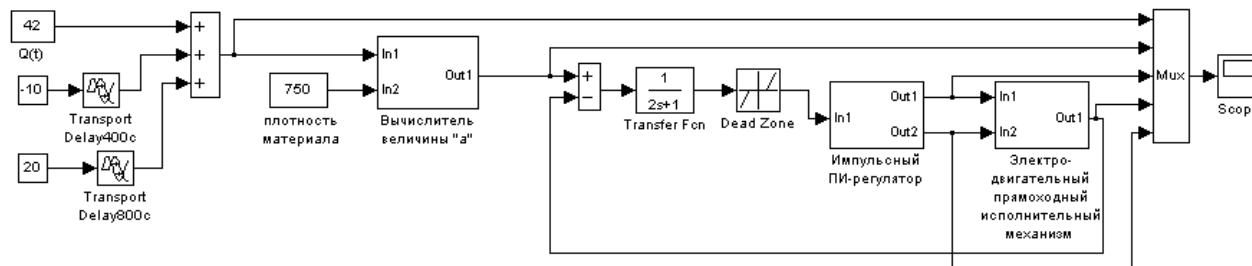 42
Q(t)
-10
Transport
Delay400c
20
Transport
Delay800c
+
+
+
750
плотность
материала
In1
In2
Out1
Вычислитель
величины "а"
+
−
1
2s+1
Transfer Fcn
Dead Zone
In1
Out1
Out2
Импульсный
ПИ-регулятор
In1
In2
Out1
Электро-
двигательный
прямоходный
исполнительный
механизм
Mux
Scop